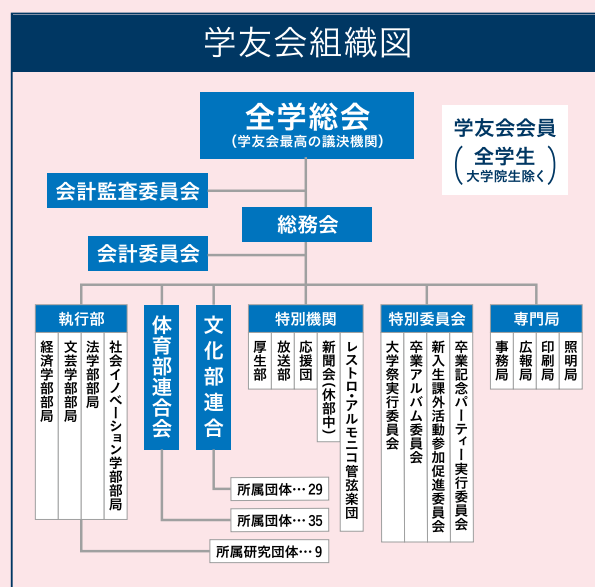 学友会組織図
全学総会
（学友会最高の議決機関）
学友会会員
（全学生
大学院生除く）
会計監査委員会
総務会
会計委員会
執行部
経済学部部局
文芸学部部局
法学部部局
社会イノベーション学部部局
体育部連合会
文化部連合
特別機関
厚生部
放送部
応援団
新聞会（休部中）
レストロ・アルモニコ管弦楽団
特別委員会
大学祭実行委員会
卒業アルバム委員会
新入生課外活動参加促進委員会
卒業記念パーティー実行委員会
専門局
事務局
広報局
印刷局
照明局
所属団体…29
所属団体…35
所属研究団体…9